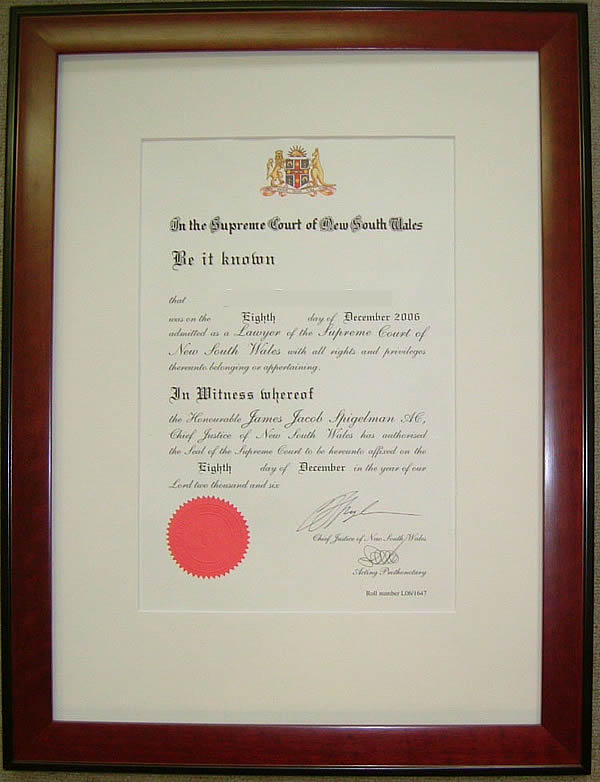 In the Supreme Court of New South Wales
Be it known
that
was on the Eighth day of December 2006
admitted as a Lawyer of the Supreme Court of
New South Wales with all rights and privileges
thereunto belonging or appertaining.
In Witness whereof
the Honourable James Jacob Spigelman AC,
Chief Justice of New South Wales has authorised
the Seal of the Supreme Court to be hereunto affixed on the
Eighth day of December in the year of our
Lord two thousand and six
Chief Justice of New South Wales
Acting Prothonotary
Roll number L06/1647